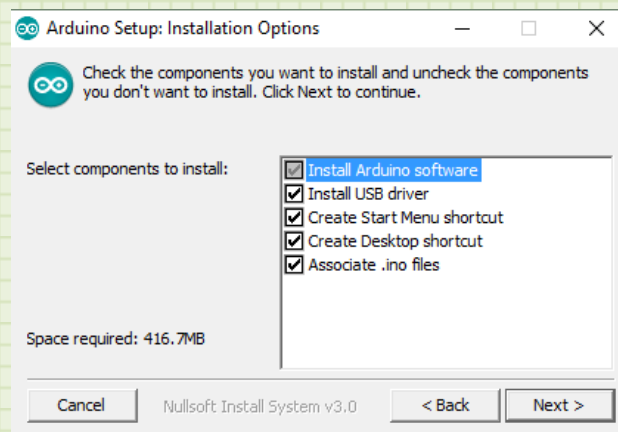 Arduino Setup: Installation Options
Check the components you want to install and uncheck the components
you don't want to install. Click Next to continue.
Select components to install:
Install Arduino software
Install USB driver
Create Start Menu shortcut
Create Desktop shortcut
Associate .ino files
Space required: 416.7MB
Cancel
Nullsoft Install System v3.0
< Back
Next >